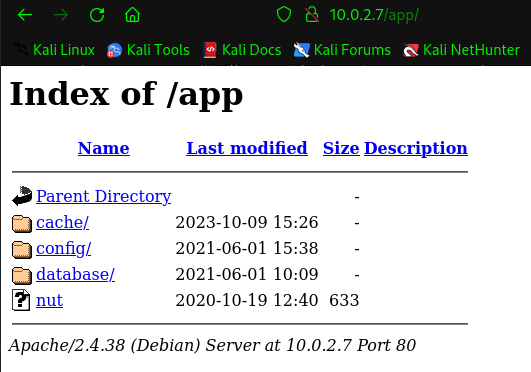 10.0.2.7/app/
Kali Linux Kali Tools Kali Docs Kali Forums Kali NetHunter
Index of /app
Name Last modified Size Description
Parent Directory -
cache/ 2023-10-09 15:26 -
config/ 2021-06-01 15:38 -
database/ 2021-06-01 10:09 -
nut 2020-10-19 12:40 633
Apache/2.4.38 (Debian) Server at 10.0.2.7 Port 80